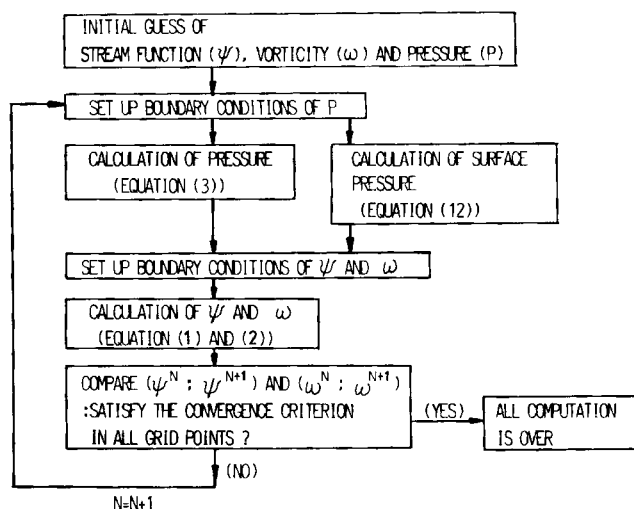 INITIAL GUESS OF
STREAM FUNCTION (ψ), VORTICITY (ω) AND PRESSURE (P)
SET UP BOUNDARY CONDITIONS OF P
CALCULATION OF PRESSURE
(EQUATION (3))
CALCULATION OF SURFACE
PRESSURE
(EQUATION (12))
SET UP BOUNDARY CONDITIONS OF ψ AND ω
CALCULATION OF ψ AND ω
(EQUATION (1) AND (2))
COMPARE (ψ^N ; ψ^N+1) AND (ω^N ; ω^N+1)
:SATISFY THE CONVERGENCE CRITERION
IN ALL GRID POINTS ?
(YES)
ALL COMPUTATION
IS OVER
(NO)
N=N+1